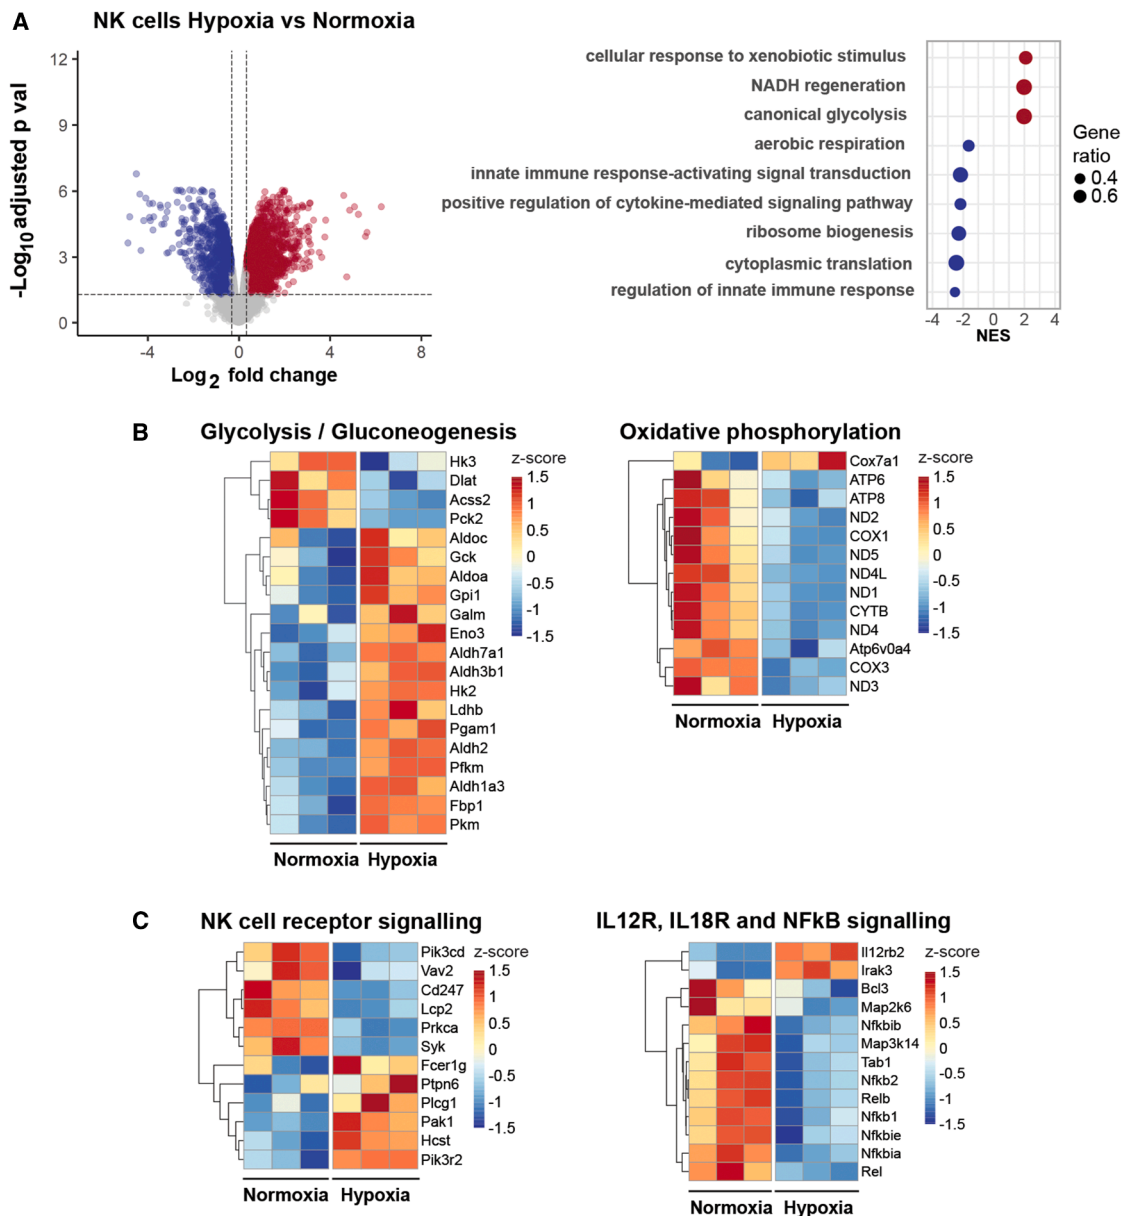 A
NK cells Hypoxia vs Normoxia
12
9
6
3
0
-Log10 adjusted p val
-4
0
4
8
Log2 fold change
cellular response to xenobiotic stimulus
NADH regeneration
canonical glycolysis
aerobic respiration
innate immune response-activating signal transduction
positive regulation of cytokine-mediated signaling pathway
ribosome biogenesis
cytoplasmic translation
regulation of innate immune response
-4
-2
0
2
4
NES
Gene
ratio
0.4
0.6
B
Glycolysis / Gluconeogenesis
Hk3
Dlat
Acss2
Pck2
Aldoc
Gck
Aldoa
Gpi1
Galm
Eno3
Aldh7a1
Aldh3b1
Hk2
Ldhb
Pgam1
Aldh2
Pfkm
Aldh1a3
Fbp1
Pkm
z-score
1.5
1
0.5
0
-0.5
-1
-1.5
Normoxia
Hypoxia
Oxidative phosphorylation
Cox7a1
ATP6
ATP8
ND2
COX1
ND5
ND4L
ND1
CYTB
ND4
Atp6v0a4
COX3
ND3
z-score
1.5
1
0.5
0
-0.5
-1
-1.5
Normoxia
Hypoxia
C
NK cell receptor signalling
Pik3cd
Vav2
Cd247
Lcp2
Prkca
Syk
Fcer1g
Ptpn6
Plcg1
Pak1
Hcst
Pik3r2
z-score
1.5
1
0.5
0
-0.5
-1
-1.5
Normoxia
Hypoxia
IL12R, IL18R and NFkB signalling
Il12rb2
Irak3
Bcl3
Map2k6
Nfkbib
Map3k14
Tab1
Nfkb2
Relb
Nfkb1
Nfkbie
Nfkbia
Rel
z-score
1.5
1
0.5
0
-0.5
-1
-1.5
Normoxia
Hypoxia